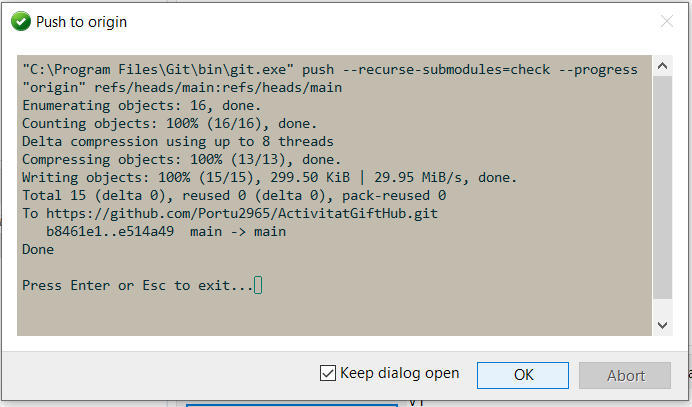 Push to origin
"C:\Program Files\Git\bin\git.exe" push --recurse-submodules=check --progress
"origin" refs/heads/main:refs/heads/main
Enumerating objects: 16, done.
Counting objects: 100% (16/16), done.
Delta compression using up to 8 threads
Compressing objects: 100% (13/13), done.
Writing objects: 100% (15/15), 299.50 KiB | 29.95 MiB/s, done.
Total 15 (delta 0), reused 0 (delta 0), pack-reused 0
To https://github.com/Portu2965/ActivitatGiftHub.git
   b8461e1..e514a49  main -> main
Done
Press Enter or Esc to exit...
Keep dialog open
OK
Abort